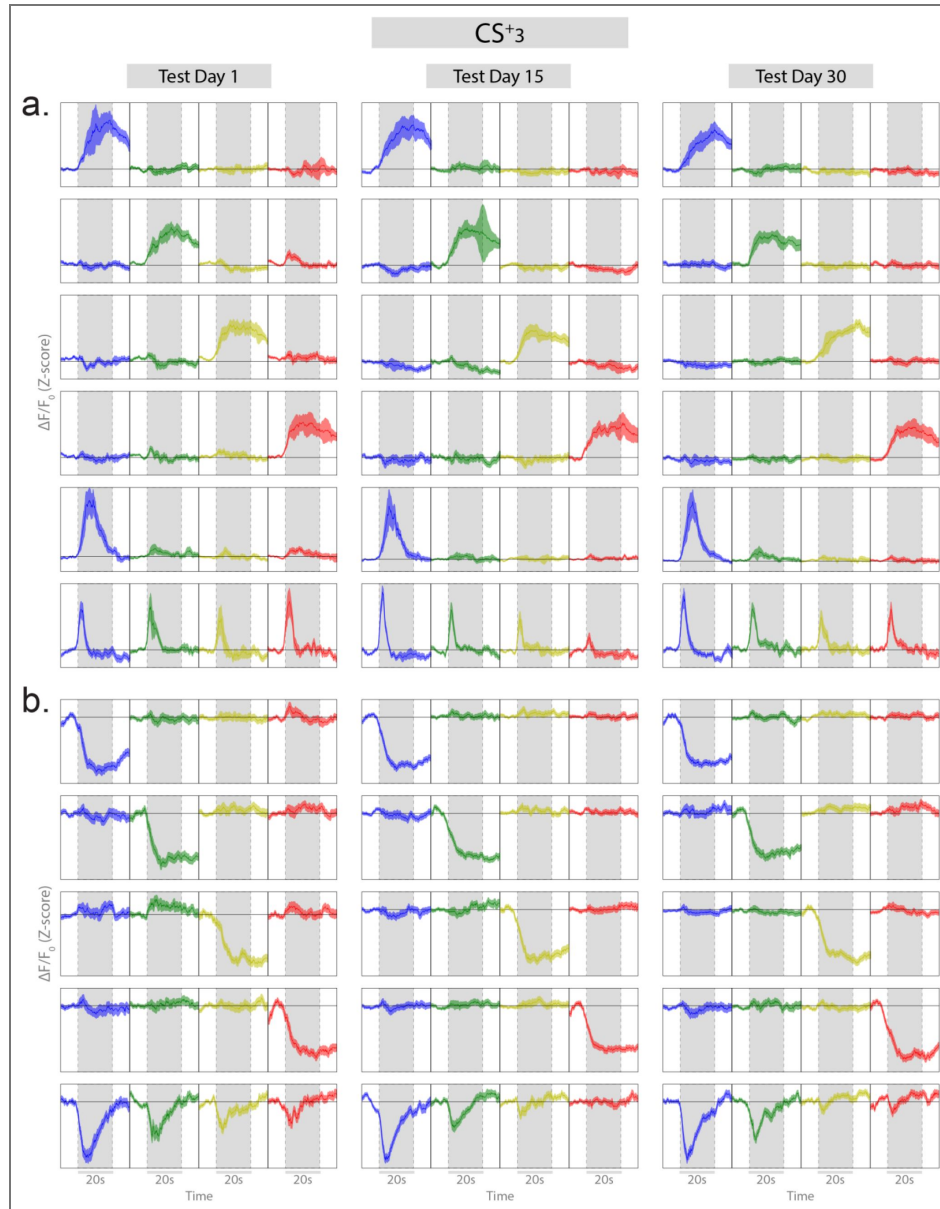 CS⁺3
Test Day 1 Test Day 15 Test Day 30
a.
ΔF/F₀ (Z-score)
b.
ΔF/F₀ (Z-score)
20s 20s 20s 20s 20s 20s 20s 20s 20s 20s 20s 20s
Time Time Time